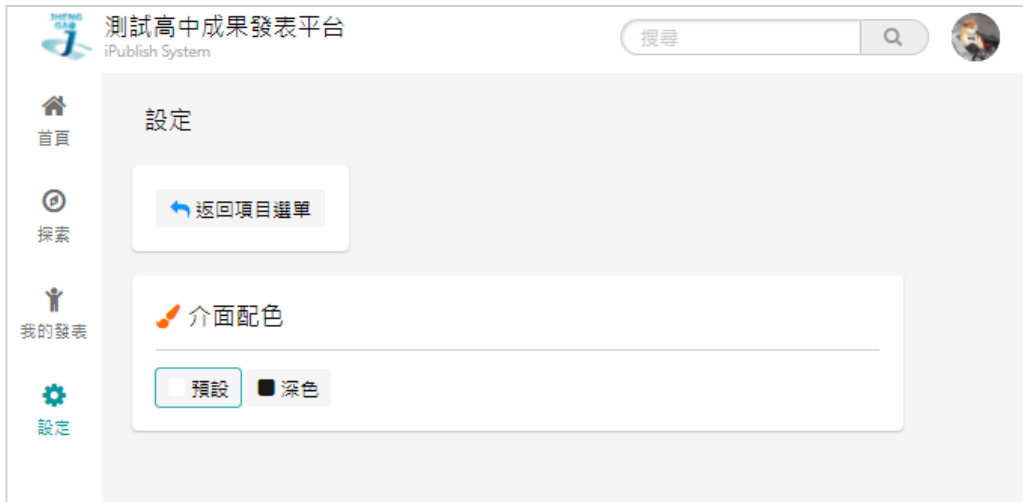 JHENG
GAO
測試高中成果發表平台
iPublish System
搜尋
首頁
探索
我的發表
設定
設定
返回項目選單
介面配色
預設
深色